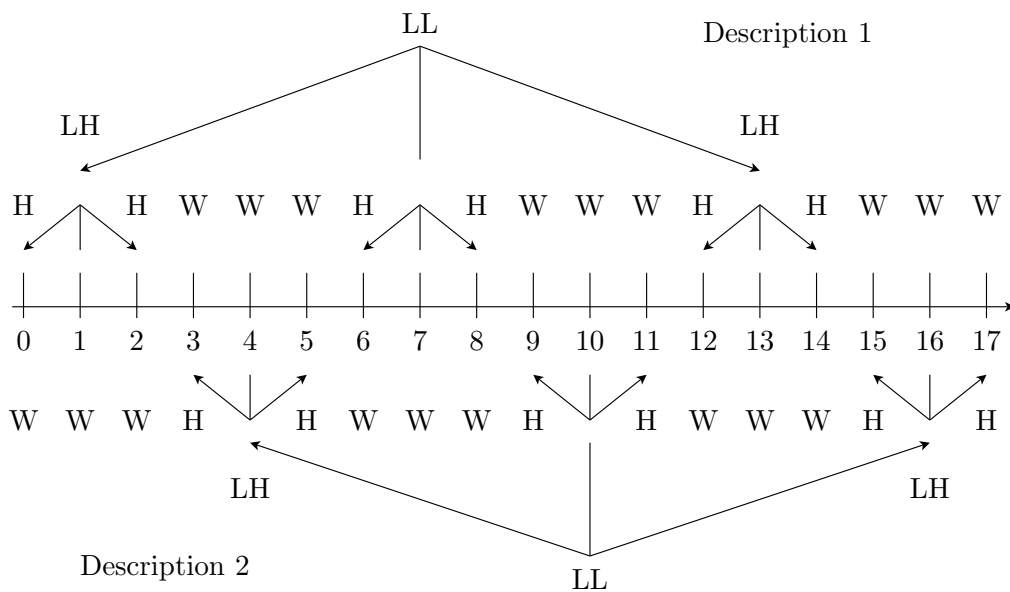 LL Description 1
LH LH
H H W W W H H W W W H H W W W
0 1 2 3 4 5 6 7 8 9 10 11 12 13 14 15 16 17
W W W H H W W W H H W W W H H
LH LH
Description 2
LL